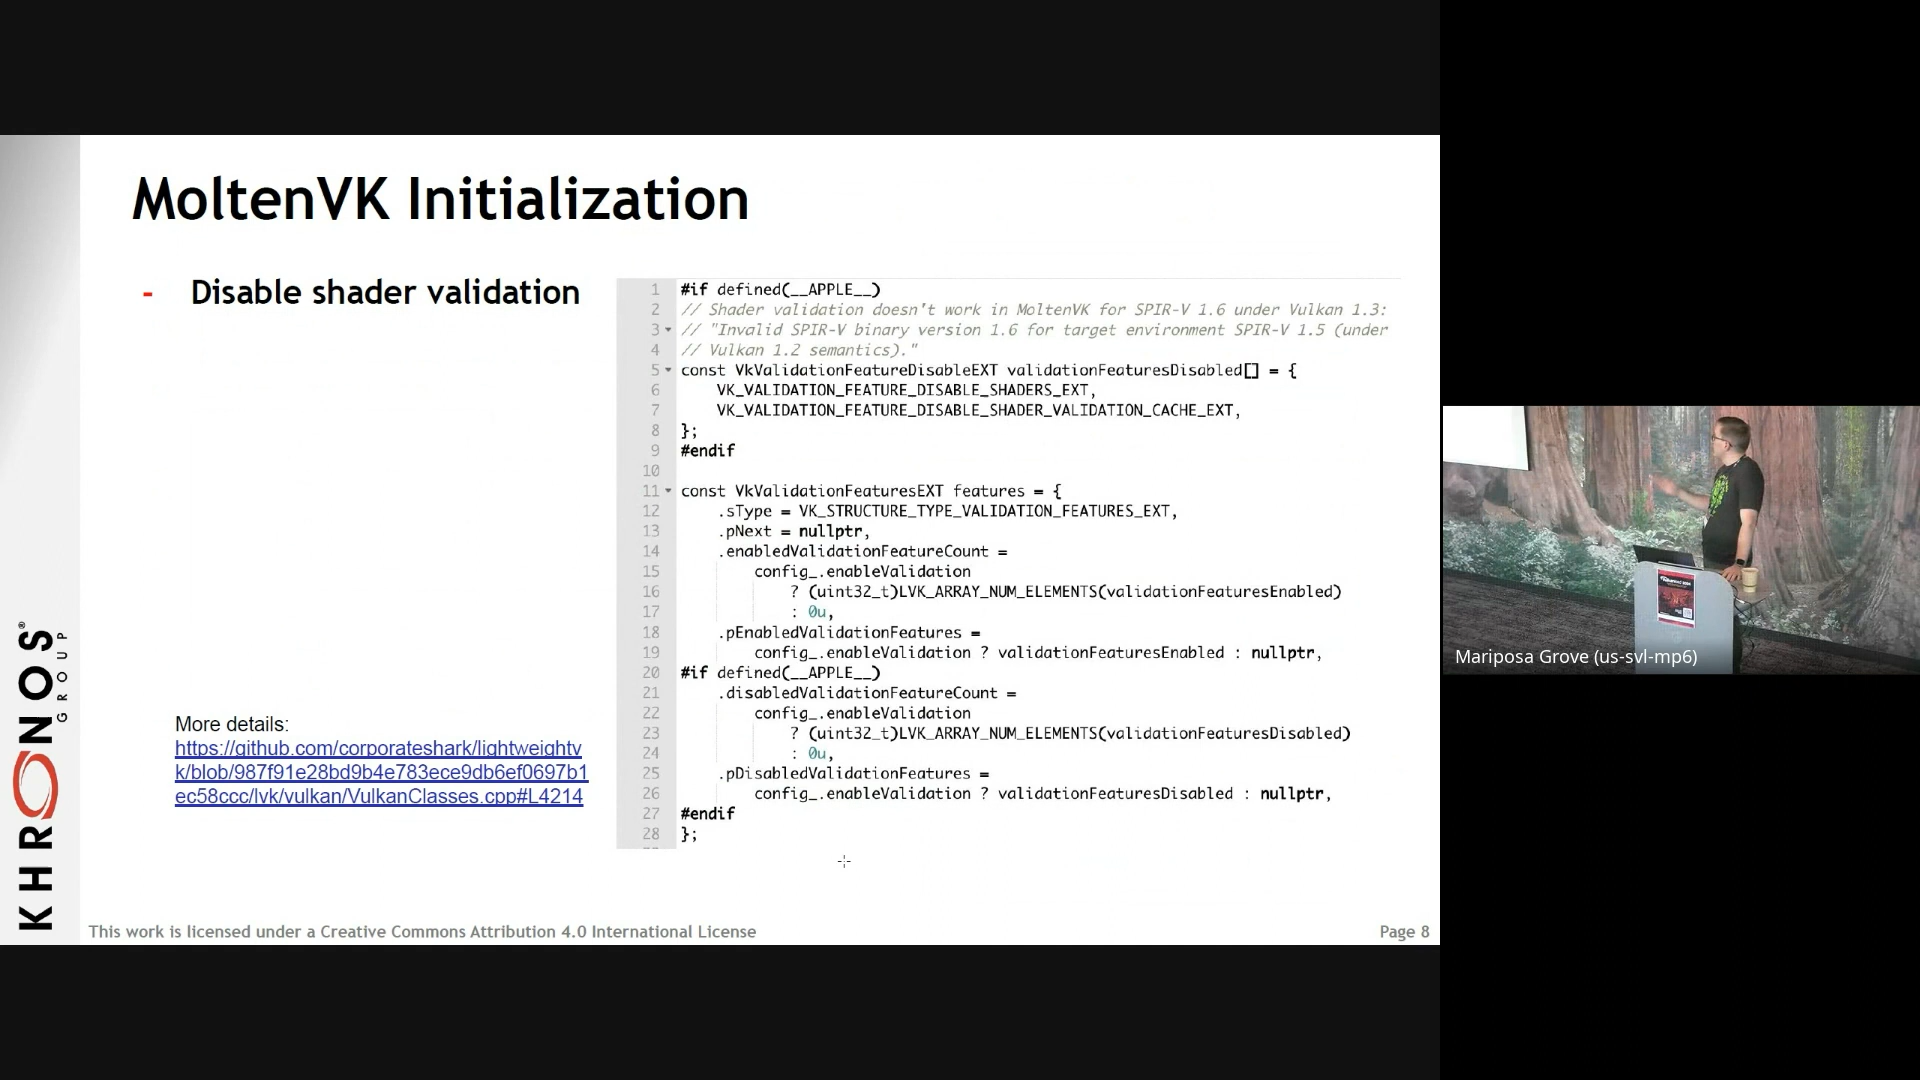 MoltenVK Initialization
- Disable shader validation
1 #if defined(__APPLE__)
2 // Shader validation doesn't work in MoltenVK for SPIR-V 1.6 under Vulkan 1.3:
3 // "Invalid SPIR-V binary version 1.6 for target environment SPIR-V 1.5 (under
4 // Vulkan 1.2 semantics)."
5 const VkValidationFeatureDisableEXT validationFeaturesDisabled[] = {
6 VK_VALIDATION_FEATURE_DISABLE_SHADERS_EXT,
7 VK_VALIDATION_FEATURE_DISABLE_SHADER_VALIDATION_CACHE_EXT,
8 };
9 #endif
10
11 const VkValidationFeaturesEXT features = {
12 .sType = VK_STRUCTURE_TYPE_VALIDATION_FEATURES_EXT,
13 .pNext = nullptr,
14 .enabledValidationFeatureCount =
15 config_.enableValidation
16 ? (uint32_t)LVK_ARRAY_NUM_ELEMENTS(validationFeaturesEnabled)
17 : 0u,
18 .pEnabledValidationFeatures =
19 config_.enableValidation ? validationFeaturesEnabled : nullptr,
20 #if defined(__APPLE__)
21 .disabledValidationFeatureCount =
22 config_.enableValidation
23 ? (uint32_t)LVK_ARRAY_NUM_ELEMENTS(validationFeaturesDisabled)
24 : 0u,
25 .pDisabledValidationFeatures =
26 config_.enableValidation ? validationFeaturesDisabled : nullptr,
27 #endif
28 };
More details:
https://github.com/corporateshark/lightweightv
k/blob/987f91e28bd9b4e783ece9db6ef0697b1
ec58ccc/lvk/vulkan/VulkanClasses.cpp#L4214
KHRONOS®
GROUP
This work is licensed under a Creative Commons Attribution 4.0 International License
Page 8
Mariposa Grove (us-svl-mp6)